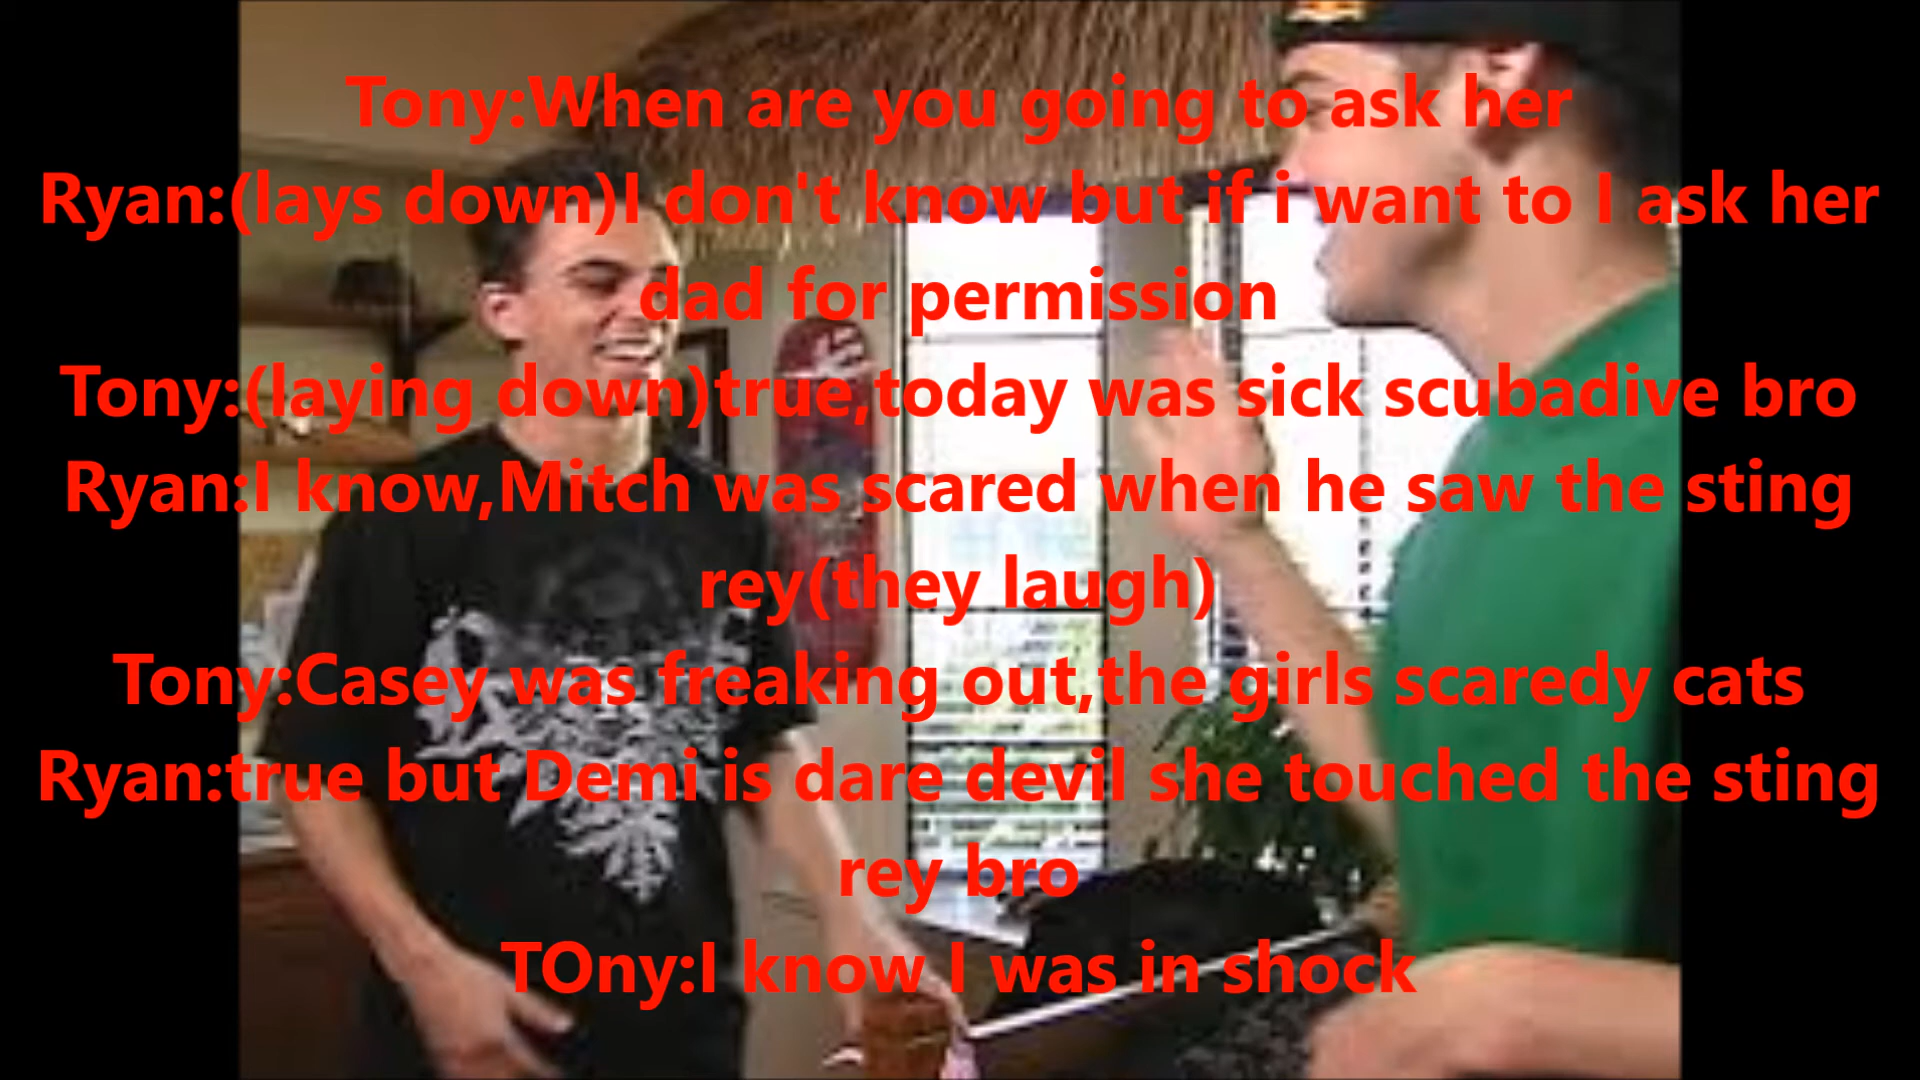 Tony:When are you going to ask her
Ryan:(lays down)I don't know but if i want to I ask her
dad for permission
Tony:(laying down)true,today was sick scubadive bro
Ryan:I know,Mitch was scared when he saw the sting
rey(they laugh)
Tony:Casey was freaking out,the girls scaredy cats
Ryan:true but Demi is dare devil she touched the sting
rey bro
TOny:I know I was in shock